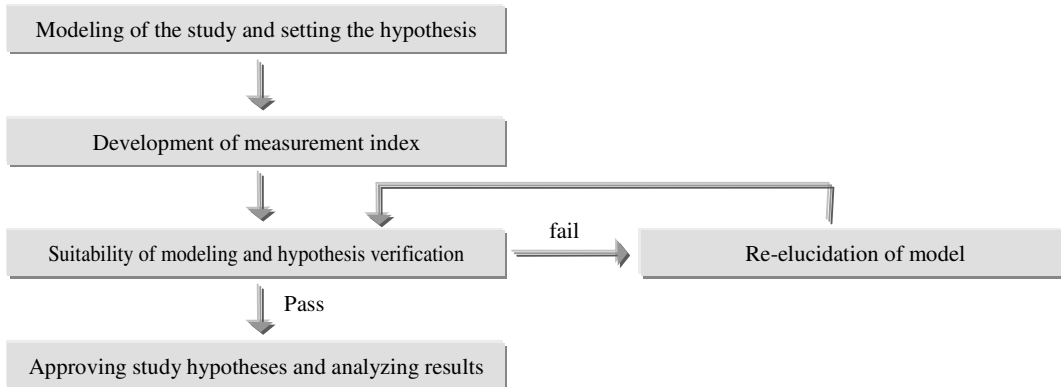 Modeling of the study and setting the hypothesis
Development of measurement index
Suitability of modeling and hypothesis verification
fail
Re-elucidation of model
Pass
Approving study hypotheses and analyzing results